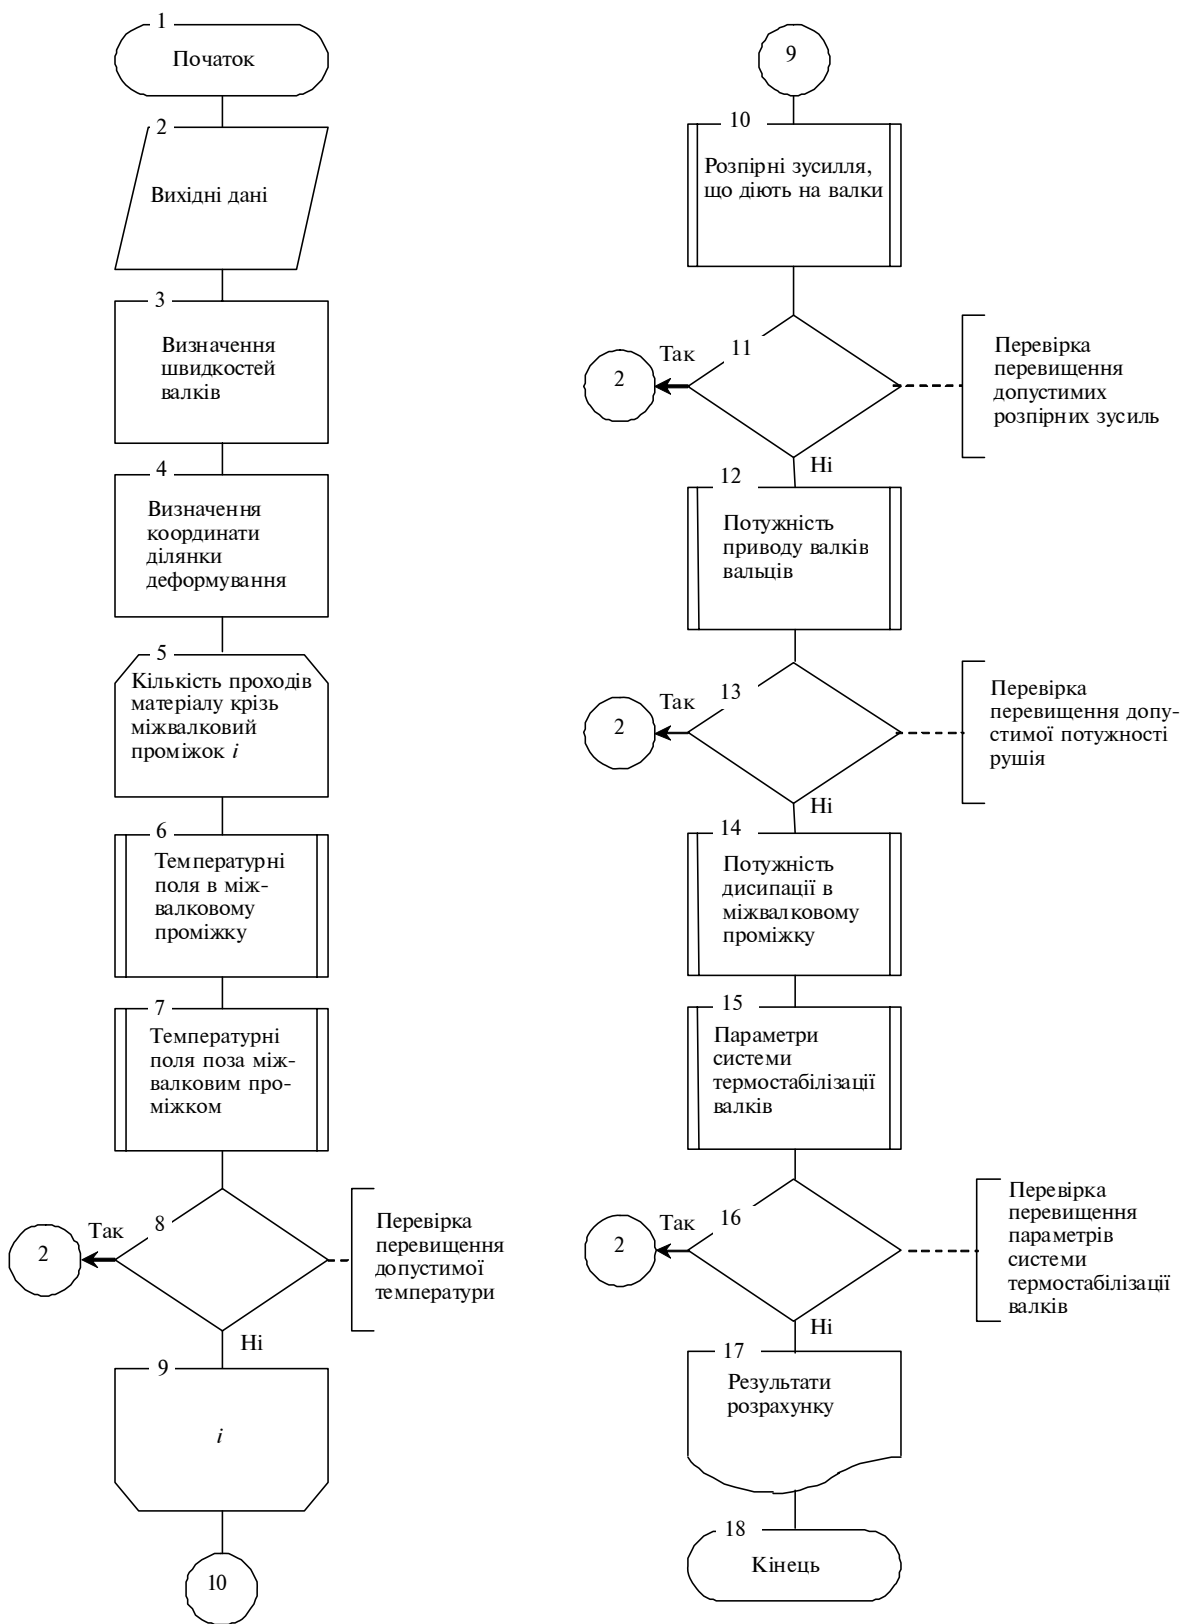 1
Початок
2
Вихідні дані
3
Визначення
швидкостей
валків
4
Визначення
координати
ділянки
деформування
5
Кількість проходів
матеріалу крізь
міжвалковий
проміжок i
6
Температурні
поля в між-
валковому
проміжку
7
Температурні
поля поза між-
валковим про-
міжком
8
Так
2
Перевірка
перевищення
допустимої
температури
Ні
9
i
10
9
10
Розпірні зусилля,
що діють на валки
11
Так
2
Перевірка
перевищення
допустимих
розпірних зусиль
Ні
12
Потужність
приводу валків
вальців
13
Так
2
Перевірка
перевищення допу-
стимої потужності
рушія
Ні
14
Потужність
дисипації в
міжвалковому
проміжку
15
Параметри
системи
термостабілізації
валків
16
Так
2
Перевірка
перевищення
параметрів
системи
термостабілізації
валків
Ні
17
Результати
розрахунку
18
Кінець